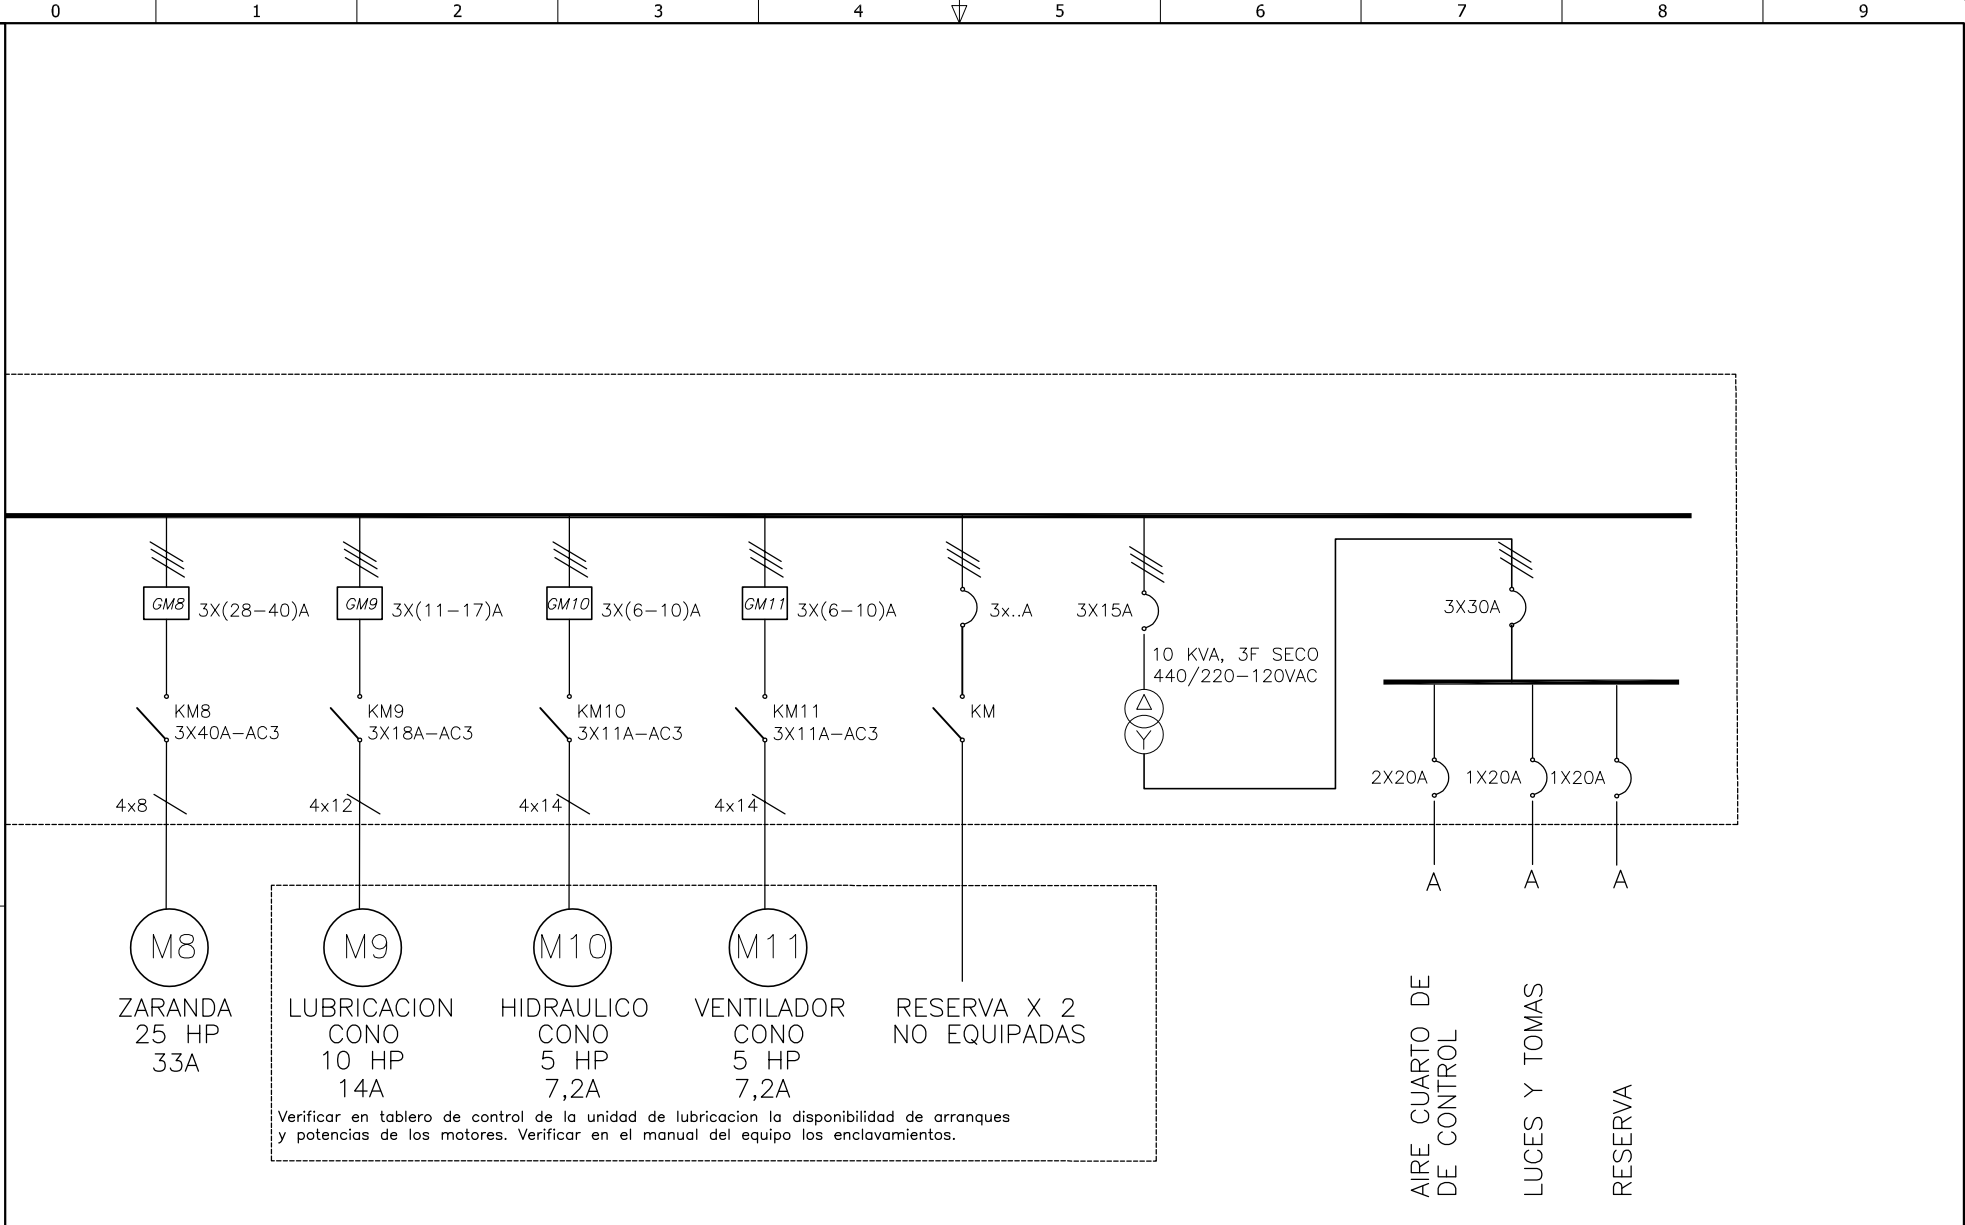 0 1 2 3 4 5 6 7 8 9
GM8 3X(28-40)A
GM9 3X(11-17)A
GM10 3X(6-10)A
GM11 3X(6-10)A
3x..A
3X15A
3X30A
10 KVA, 3F SECO
440/220-120VAC
Δ
Y
KM8
3X40A-AC3
KM9
3X18A-AC3
KM10
3X11A-AC3
KM11
3X11A-AC3
KM
2X20A
1X20A
1X20A
4x8
4x12
4x14
4x14
A
A
A
M8
ZARANDA
25 HP
33A
M9
LUBRICACION
CONO
10 HP
14A
M10
HIDRAULICO
CONO
5 HP
7,2A
M11
VENTILADOR
CONO
5 HP
7,2A
RESERVA X 2
NO EQUIPADAS
Verificar en tablero de control de la unidad de lubricacion la disponibilidad de arranques
y potencias de los motores. Verificar en el manual del equipo los enclavamientos.
AIRE CUARTO DE
DE CONTROL
LUCES Y TOMAS
RESERVA